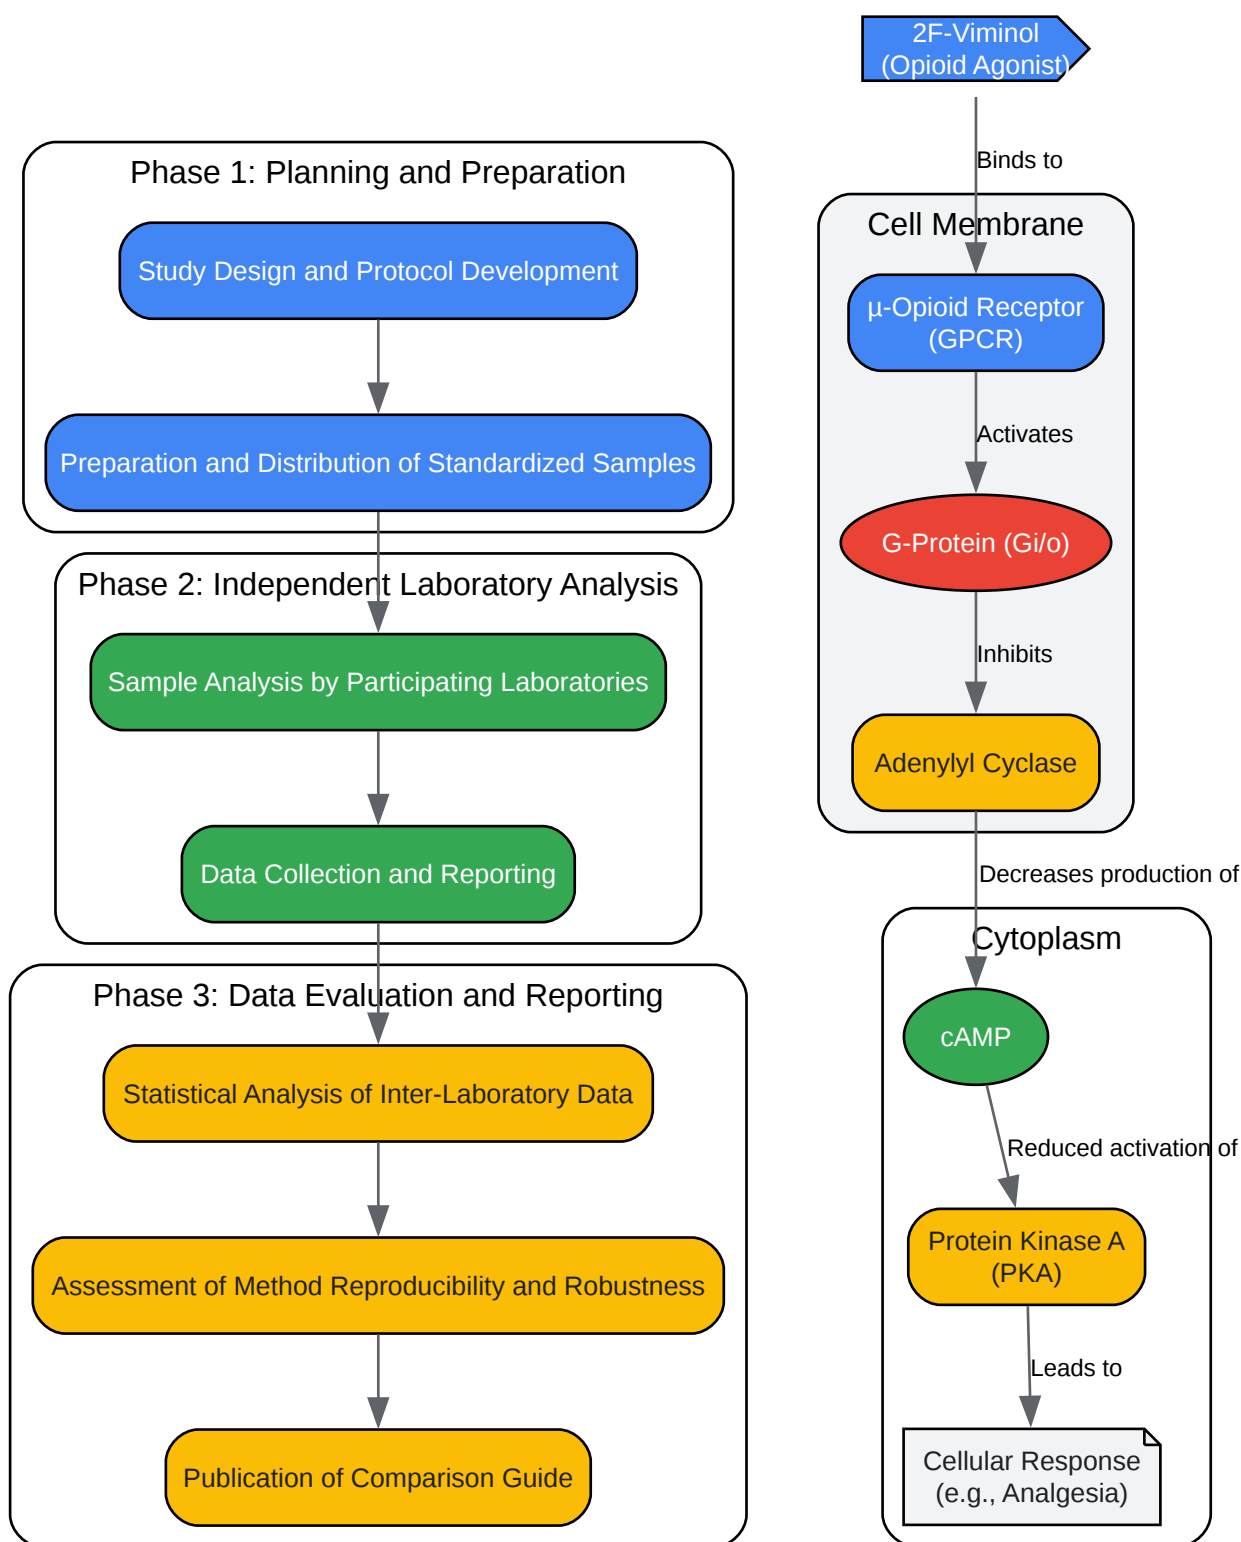 Phase 1: Planning and Preparation
Study Design and Protocol Development
Preparation and Distribution of Standardized Samples
Phase 2: Independent Laboratory Analysis
Sample Analysis by Participating Laboratories
Data Collection and Reporting
Phase 3: Data Evaluation and Reporting
Statistical Analysis of Inter-Laboratory Data
Assessment of Method Reproducibility and Robustness
Publication of Comparison Guide
2F-Viminol
(Opioid Agonist)
Binds to
Cell Membrane
µ-Opioid Receptor
(GPCR)
Activates
G-Protein (Gi/o)
Inhibits
Adenylyl Cyclase
Decreases production of
Cytoplasm
cAMP
Reduced activation of
Protein Kinase A
(PKA)
Leads to
Cellular Response
(e.g., Analgesia)